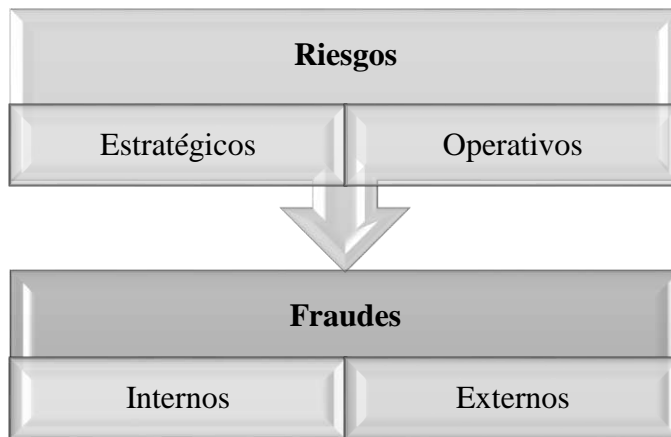 Riesgos
Estratégicos
Operativos
Fraudes
Internos
Externos